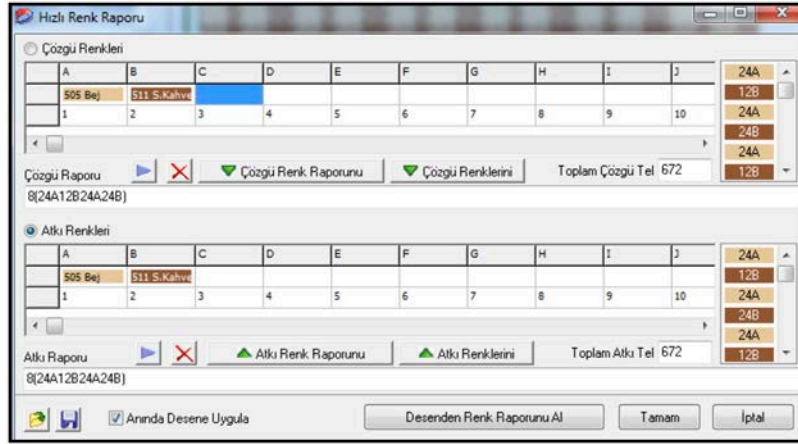 Hızlı Renk Raporu
Çözgü Renkleri
A B C D E F G H I J
505 Bej 511 S.Kahve
1 2 3 4 5 6 7 8 9 10
24A
12B
24A
24B
24A
12B
Çözgü Raporu Çözgü Renk Raporunu Çözgü Renklerini Toplam Çözgü Tel 672
8(24A12B24A24B)
Atkı Renkleri
A B C D E F G H I J
505 Bej 511 S.Kahve
1 2 3 4 5 6 7 8 9 10
24A
12B
24A
24B
24A
12B
Atkı Raporu Atkı Renk Raporunu Atkı Renklerini Toplam Atkı Tel 672
8(24A12B24A24B)
Anında Desene Uygula Desenden Renk Raporunu Al Tamam İptal